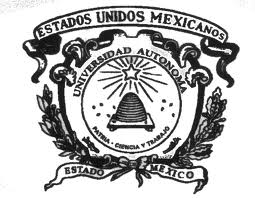 ESTADOS UNIDOS MEXICANOS
UNIVERSIDAD AUTONOMA
PATRIA - CIENCIA Y TRABAJO
ESTADO MEXICO